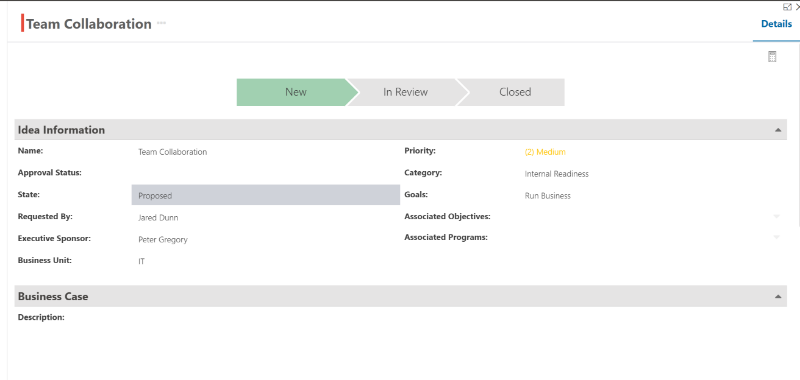 Team Collaboration
Details
New In Review Closed
Idea Information
Name: Team Collaboration Priority: (2) Medium
Approval Status: Category: Internal Readiness
State: Proposed Goals: Run Business
Requested By: Jared Dunn Associated Objectives:
Executive Sponsor: Peter Gregory Associated Programs:
Business Unit: IT
Business Case
Description: